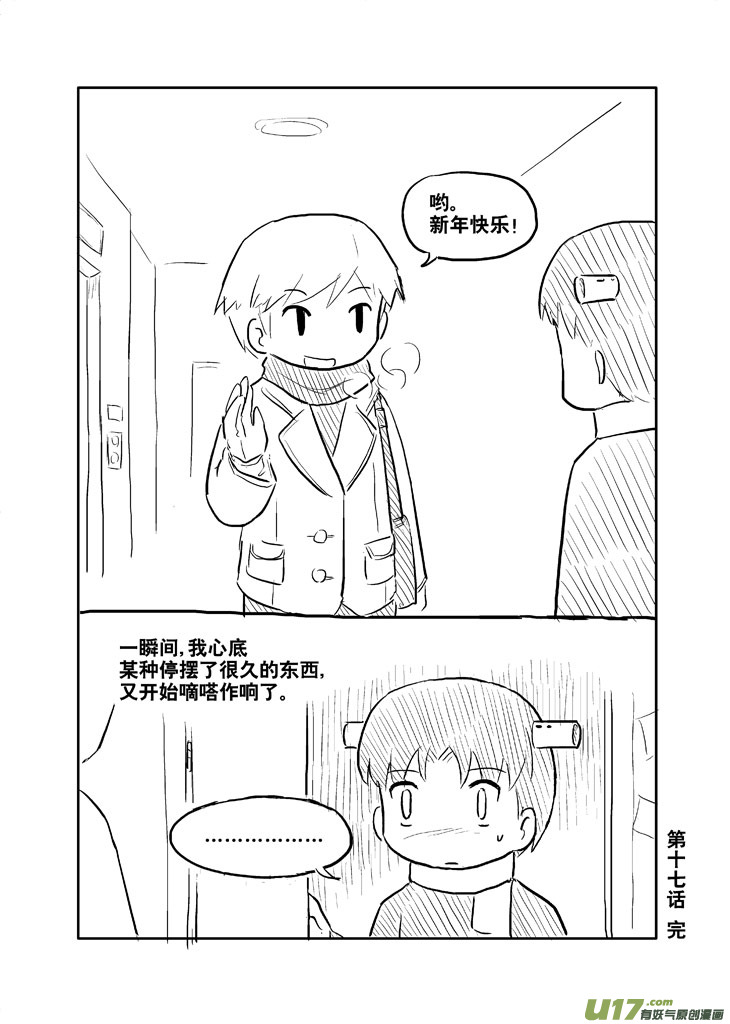 哟。
新年快乐！
一瞬间，我心底
某种停摆了很久的东西，
又开始嘀嗒作响了。
………………
第十七话 完
U17.com
有妖气原创漫画